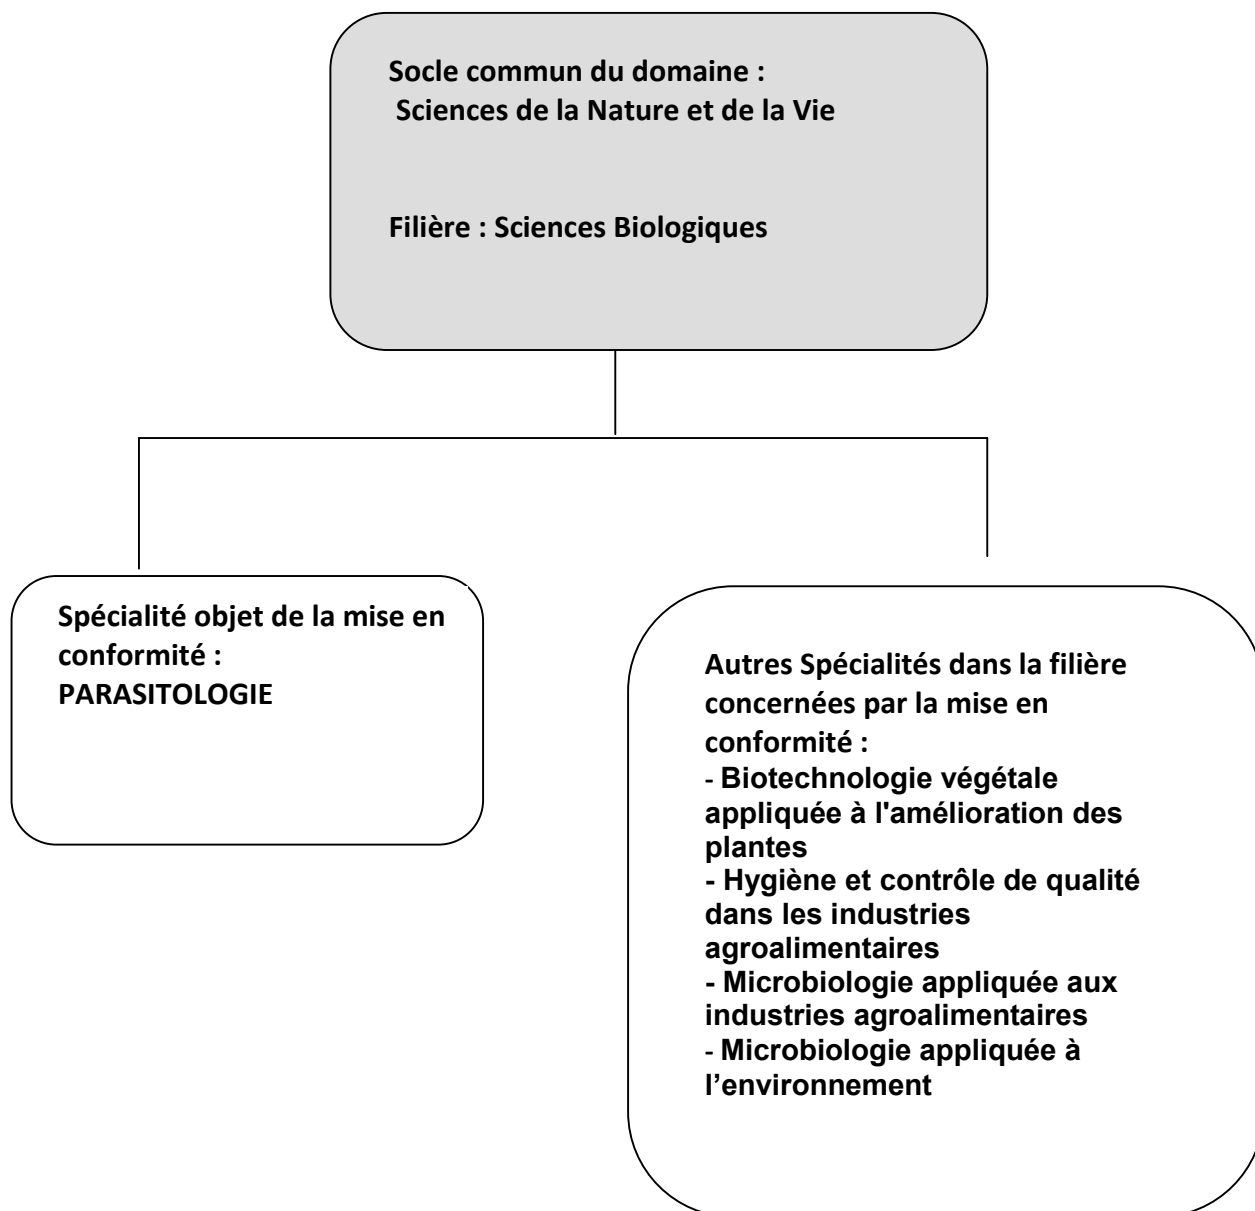 Socle commun du domaine :
Sciences de la Nature et de la Vie
Filière : Sciences Biologiques
Spécialité objet de la mise en
conformité :
PARASITOLOGIE
Autres Spécialités dans la filière
concernées par la mise en
conformité :
- Biotechnologie végétale
appliquée à l'amélioration des
plantes
- Hygiène et contrôle de qualité
dans les industries
agroalimentaires
- Microbiologie appliquée aux
industries agroalimentaires
- Microbiologie appliquée à
l’environnement